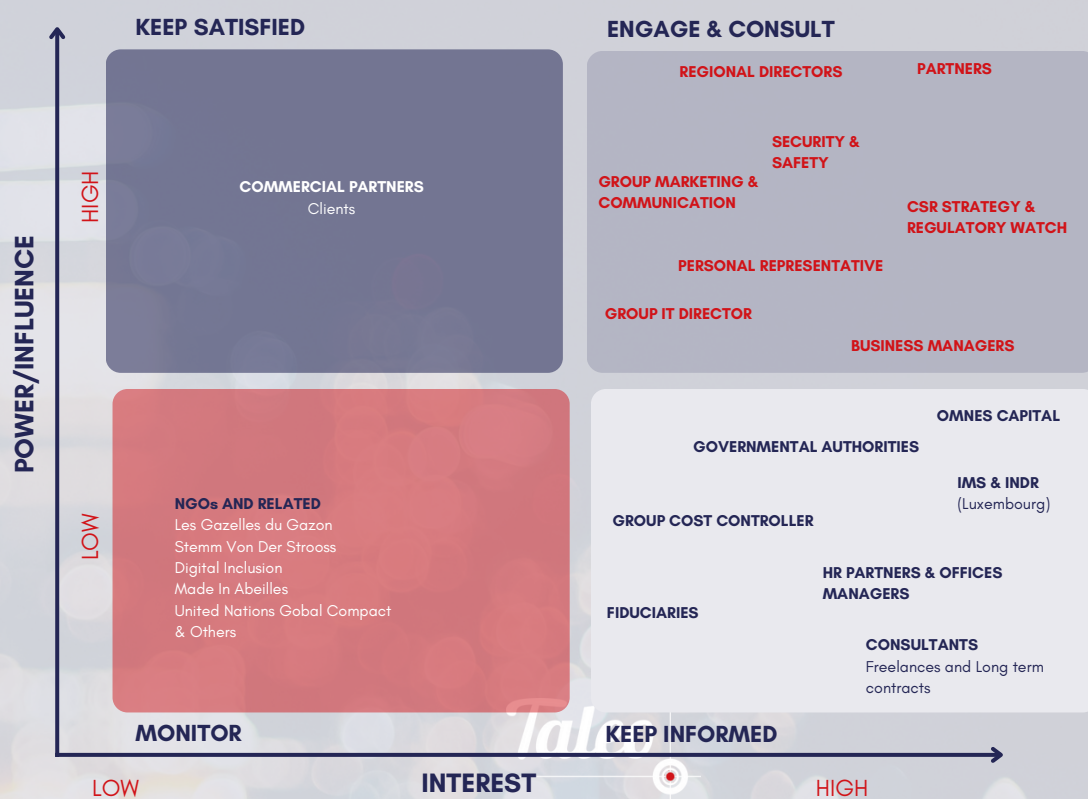 KEEP SATISFIED
ENGAGE & CONSULT
POWER/INFLUENCE
HIGH
COMMERCIAL PARTNERS
Clients
REGIONAL DIRECTORS
PARTNERS
SECURITY &
SAFETY
GROUP MARKETING &
COMMUNICATION
CSR STRATEGY &
REGULATORY WATCH
PERSONAL REPRESENTATIVE
GROUP IT DIRECTOR
BUSINESS MANAGERS
LOW
NGOs AND RELATED
Les Gazelles du Gazon
Stemm Von Der Strooss
Digital Inclusion
Made In Abeilles
United Nations Gobal Compact
& Others
OMNES CAPITAL
GOVERNMENTAL AUTHORITIES
IMS & INDR
(Luxembourg)
GROUP COST CONTROLLER
HR PARTNERS & OFFICES
MANAGERS
FIDUCIARIES
CONSULTANTS
Freelances and Long term
contracts
MONITOR
KEEP INFORMED
LOW
INTEREST
HIGH